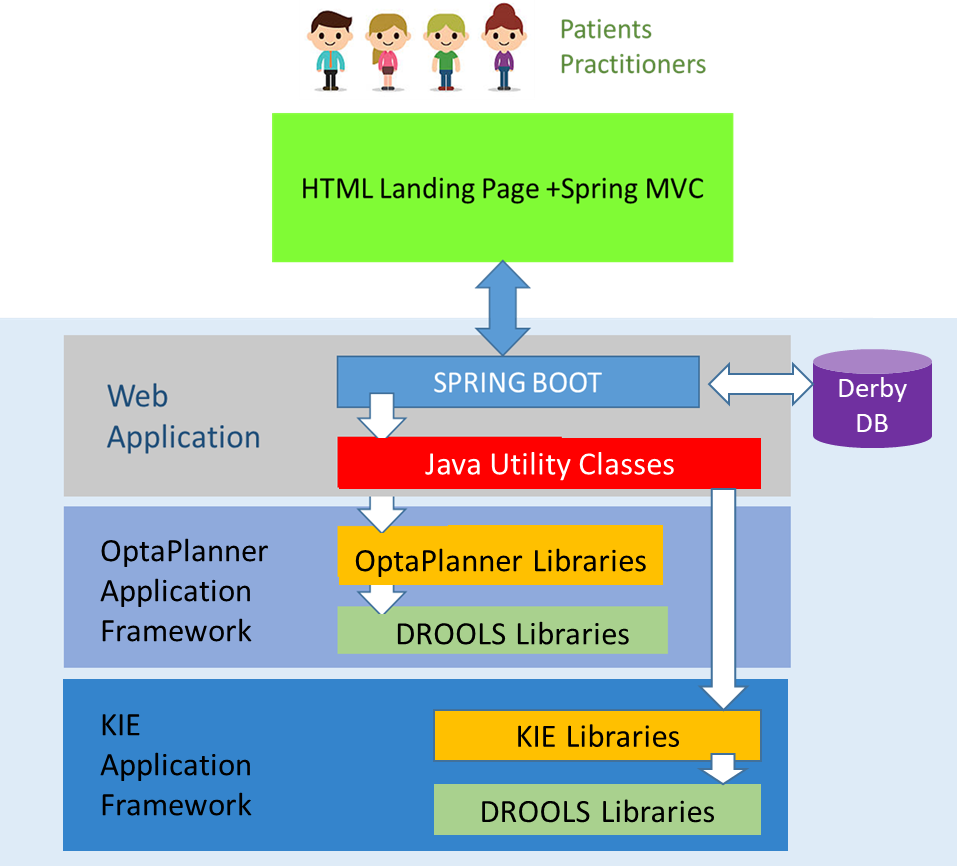 Patients
Practitioners
HTML Landing Page +Spring MVC
Web
Application
SPRING BOOT
Derby
DB
Java Utility Classes
OptaPlanner
Application
Framework
OptaPlanner Libraries
DROOLS Libraries
KIE
Application
Framework
KIE Libraries
DROOLS Libraries